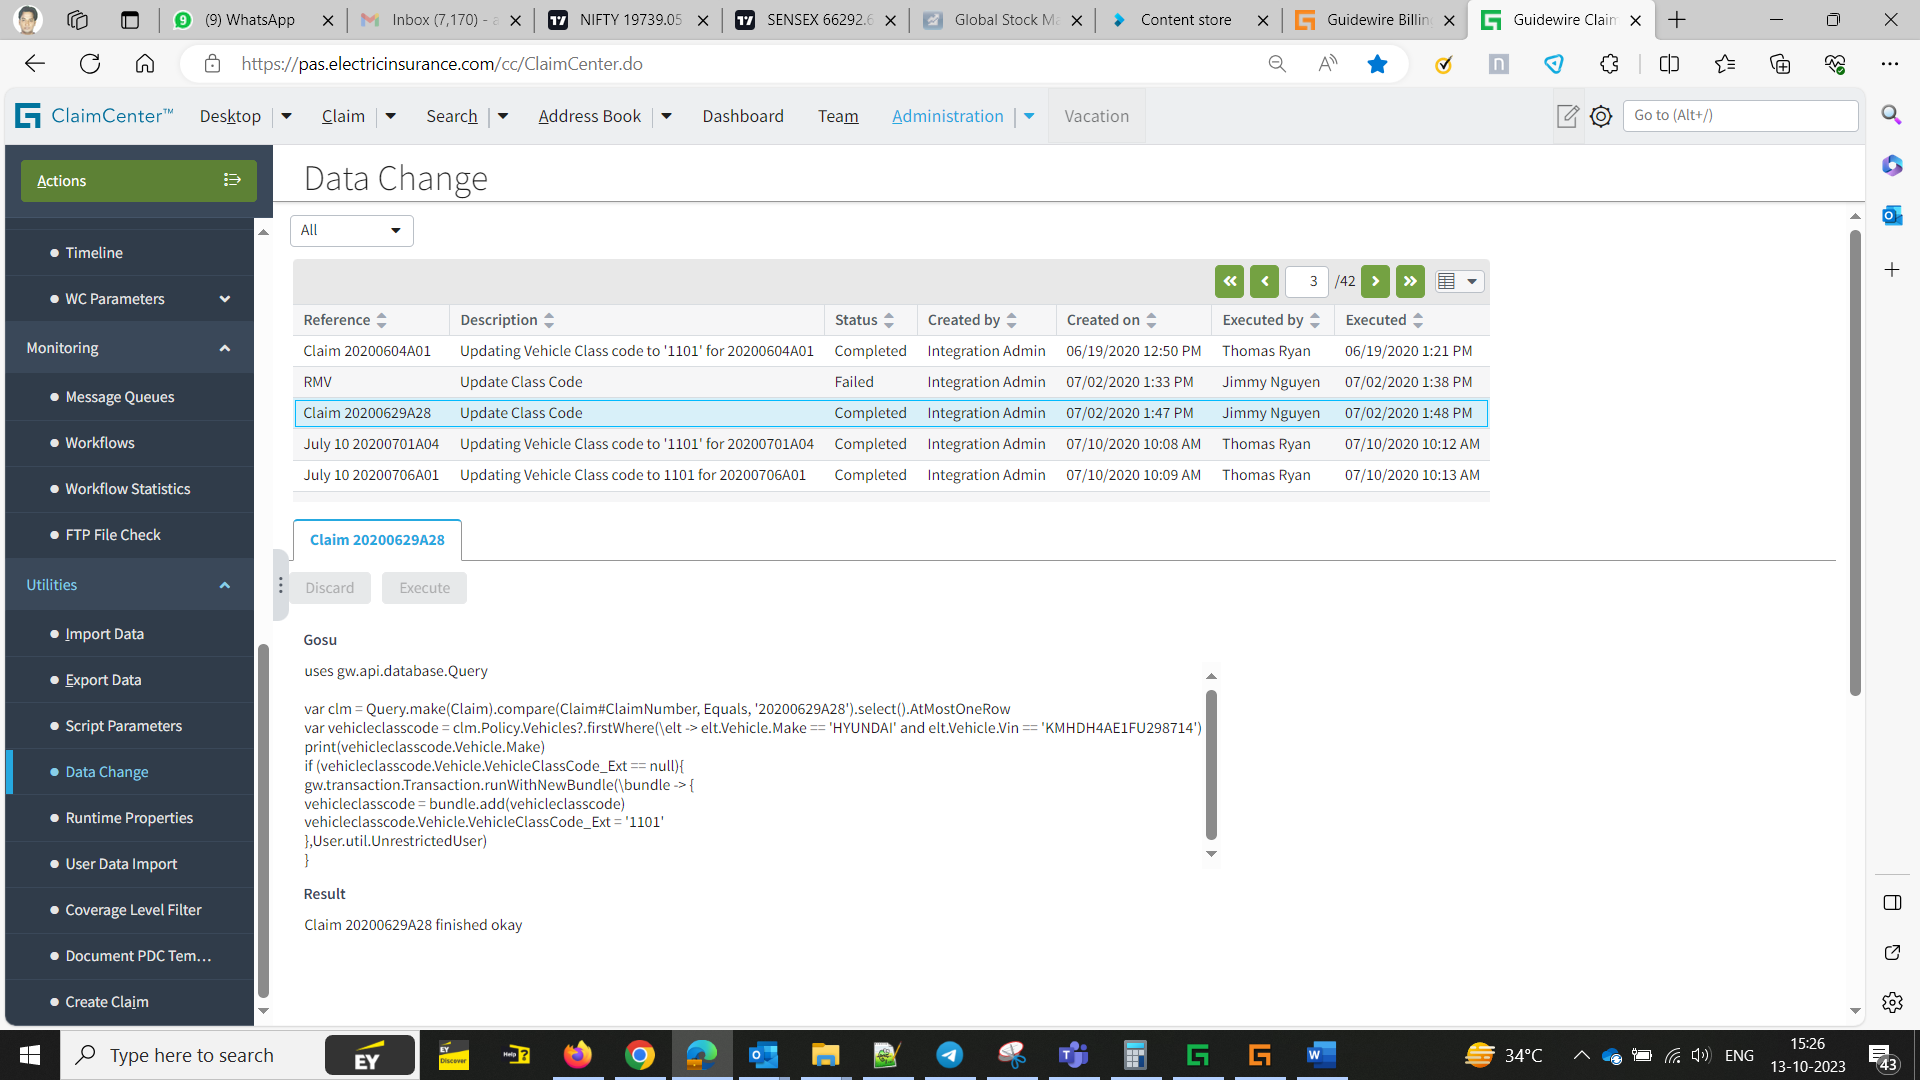 (9) WhatsApp
Inbox (7,170) - a
NIFTY 19739.05
SENSEX 66292.6
Global Stock Ma
Content store
Guidewire Billin
Guidewire Claim
https://pas.electricinsurance.com/cc/ClaimCenter.do
ClaimCenter™
Desktop
Claim
Search
Address Book
Dashboard
Team
Administration
Vacation
Go to (Alt+/)
Actions
Timeline
WC Parameters
Monitoring
Message Queues
Workflows
Workflow Statistics
FTP File Check
Utilities
Import Data
Export Data
Script Parameters
Data Change
Runtime Properties
User Data Import
Coverage Level Filter
Document PDC Tem...
Create Claim
Data Change
All
3 /42
Reference Description Status Created by Created on Executed by Executed
Claim 20200604A01 Updating Vehicle Class code to '1101' for 20200604A01 Completed Integration Admin 06/19/2020 12:50 PM Thomas Ryan 06/19/2020 1:21 PM
RMV Update Class Code Failed Integration Admin 07/02/2020 1:33 PM Jimmy Nguyen 07/02/2020 1:38 PM
Claim 20200629A28 Update Class Code Completed Integration Admin 07/02/2020 1:47 PM Jimmy Nguyen 07/02/2020 1:48 PM
July 10 20200701A04 Updating Vehicle Class code to '1101' for 20200701A04 Completed Integration Admin 07/10/2020 10:08 AM Thomas Ryan 07/10/2020 10:12 AM
July 10 20200706A01 Updating Vehicle Class code to 1101 for 20200706A01 Completed Integration Admin 07/10/2020 10:09 AM Thomas Ryan 07/10/2020 10:13 AM
Claim 20200629A28
Discard Execute
Gosu
uses gw.api.database.Query
var clm = Query.make(Claim).compare(Claim#ClaimNumber, Equals, '20200629A28').select().AtMostOneRow
var vehicleclasscode = clm.Policy.Vehicles?.firstWhere(\elt -> elt.Vehicle.Make == 'HYUNDAI' and elt.Vehicle.Vin == 'KMHDH4AE1FU298714')
print(vehicleclasscode.Vehicle.Make)
if (vehicleclasscode.Vehicle.VehicleClassCode_Ext == null){
gw.transaction.Transaction.runWithNewBundle(\bundle -> {
vehicleclasscode = bundle.add(vehicleclasscode)
vehicleclasscode.Vehicle.VehicleClassCode_Ext = '1101'
},User.util.UnrestrictedUser)
}
Result
Claim 20200629A28 finished okay
Type here to search
EY
EY
Discover
Help ?
34°C
ENG
15:26
13-10-2023
43